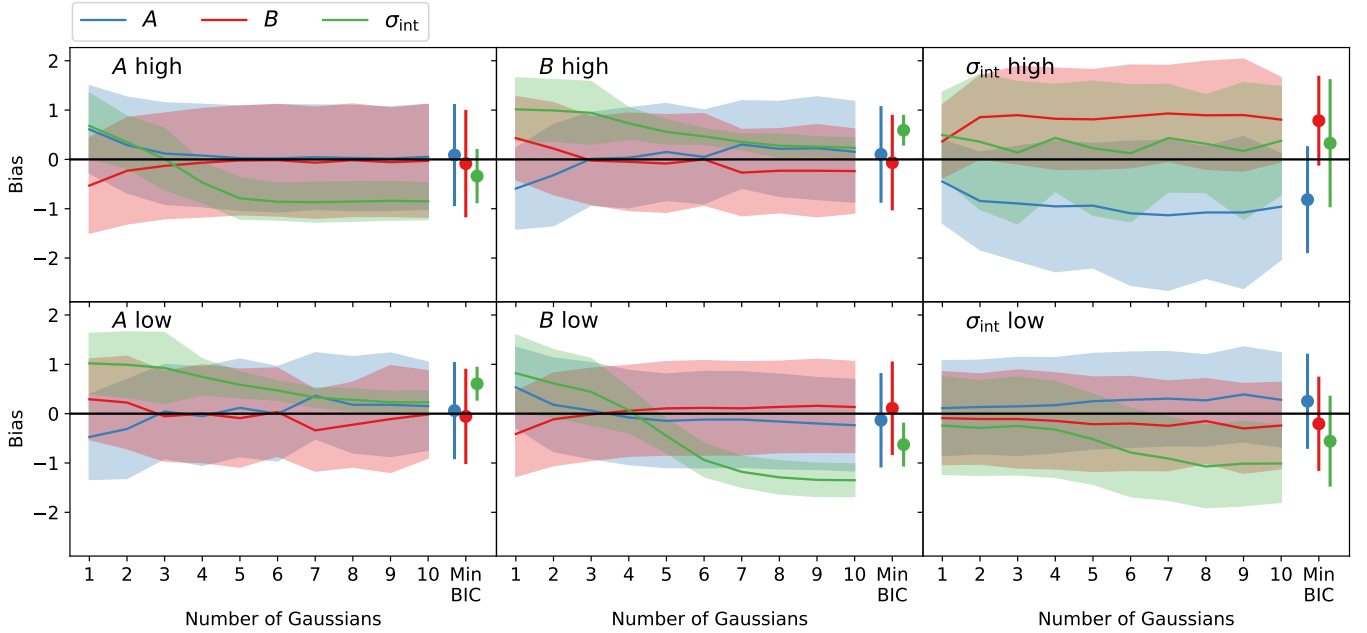 A B σint
A high B high σint high
2
1
0
−1
−2
Bias
A low B low σint low
2
1
0
−1
−2
Bias
1 2 3 4 5 6 7 8 9 10 Min BIC 1 2 3 4 5 6 7 8 9 10 Min BIC 1 2 3 4 5 6 7 8 9 10 Min BIC
Number of Gaussians Number of Gaussians Number of Gaussians